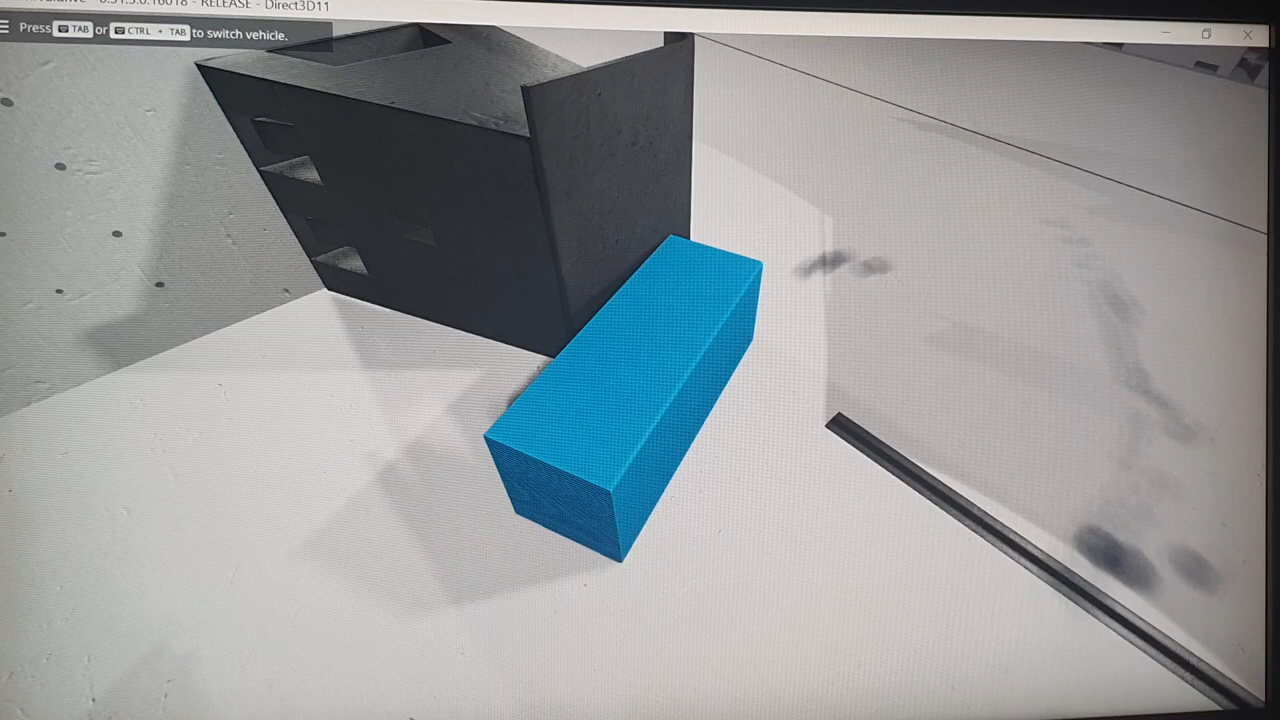 RELEASE - Direct3D11
Press TAB or CTRL + TAB to switch vehicle.